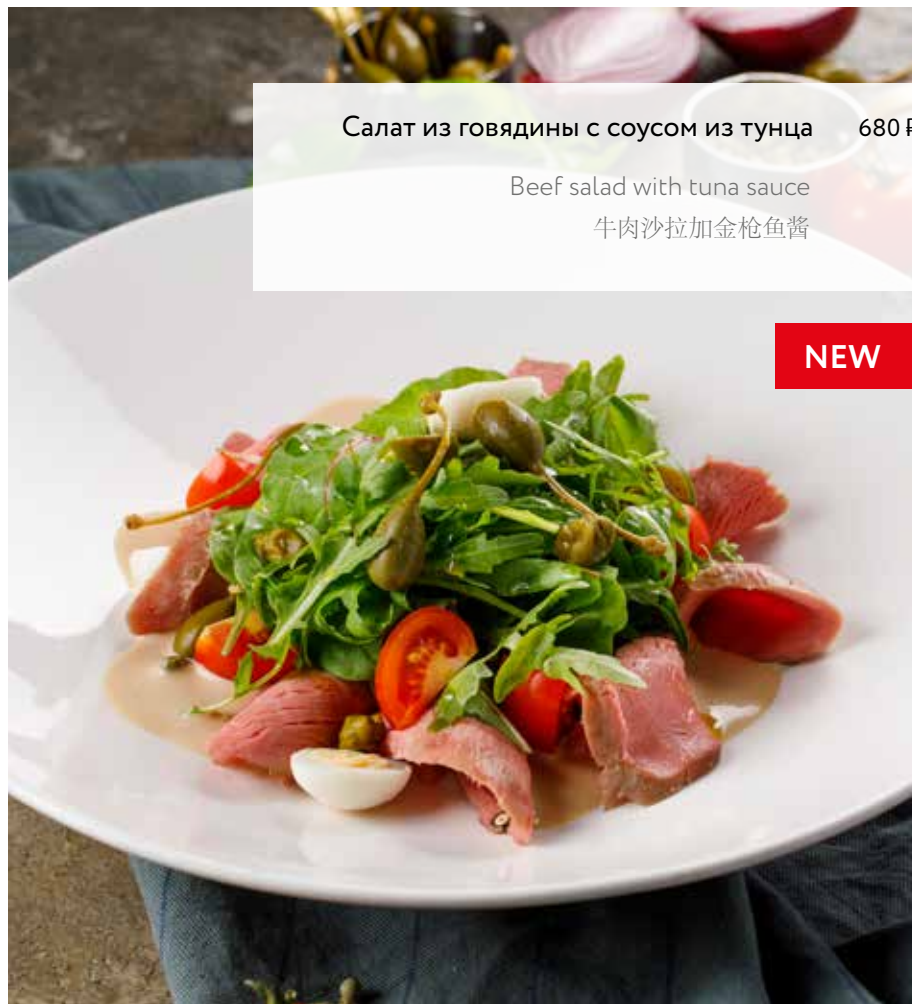 Салат из говядины с соусом из тунца 680 ₽
Beef salad with tuna sauce
牛肉沙拉加金枪鱼酱
NEW